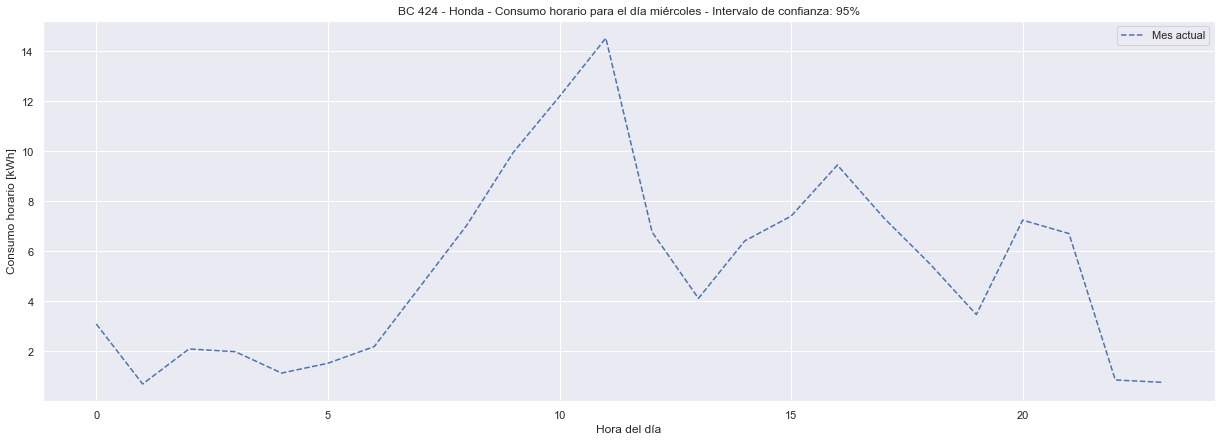 BC 424 - Honda - Consumo horario para el día miércoles - Intervalo de confianza: 95%
Mes actual
Consumo horario [kWh]
14
12
10
8
6
4
2
0 5 10 15 20
Hora del día